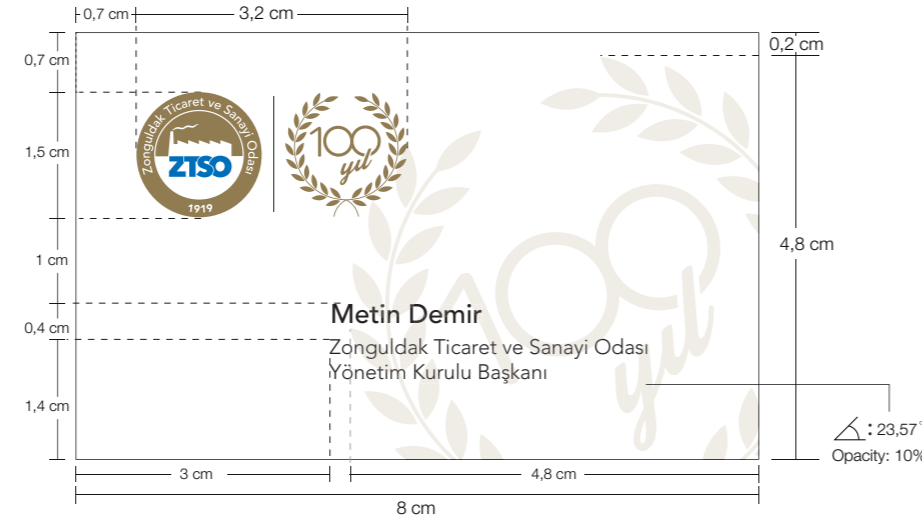 0,7 cm
3,2 cm
0,2 cm
0,7 cm
Zonguldak Ticaret ve Sanayi Odası
ZTSO
1919
100
yıl
1,5 cm
100
yıl
4,8 cm
1 cm
0,4 cm
Metin Demir
Zonguldak Ticaret ve Sanayi Odası
Yönetim Kurulu Başkanı
1,4 cm
: 23,57°
Opacity: 10%
3 cm
4,8 cm
8 cm